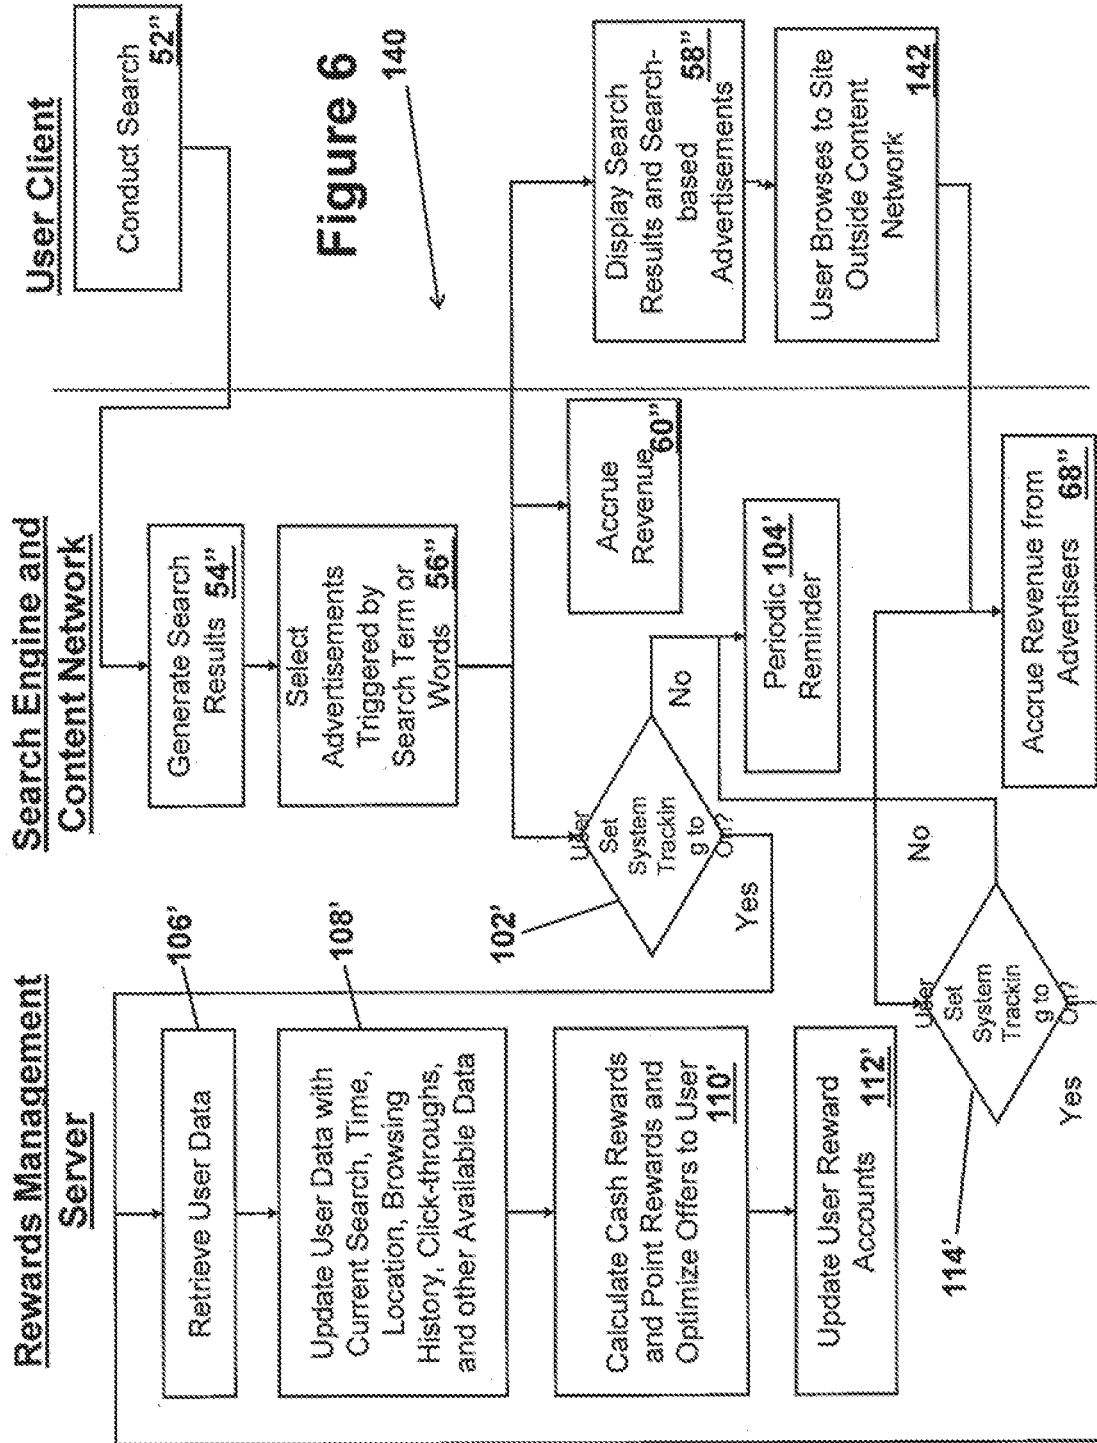 User Client
Conduct Search
52"
Figure 6
140
Display Search
Results and Search-
based 58"
Advertisements
User Browses to Site
Outside Content
Network 142
Search Engine and
Content Network
Generate Search
Results 54"
Select
Advertisements
Triggered by
Search Term or
Words 56"
Accrue
Revenue 60"
User
Set
System
Trackin
g to
On?
102'
No
Yes
Periodic 104'
Reminder
Accrue Revenue from
Advertisers 68"
Rewards Management
Server
Retrieve User Data
106'
Update User Data with
Current Search, Time,
Location, Browsing
History, Click-throughs,
and other Available Data
108'
Calculate Cash Rewards
and Point Rewards and
Optimize Offers to User
110'
Update User Reward
Accounts 112'
User
Set
System
Trackin
g to
On?
114'
No
Yes